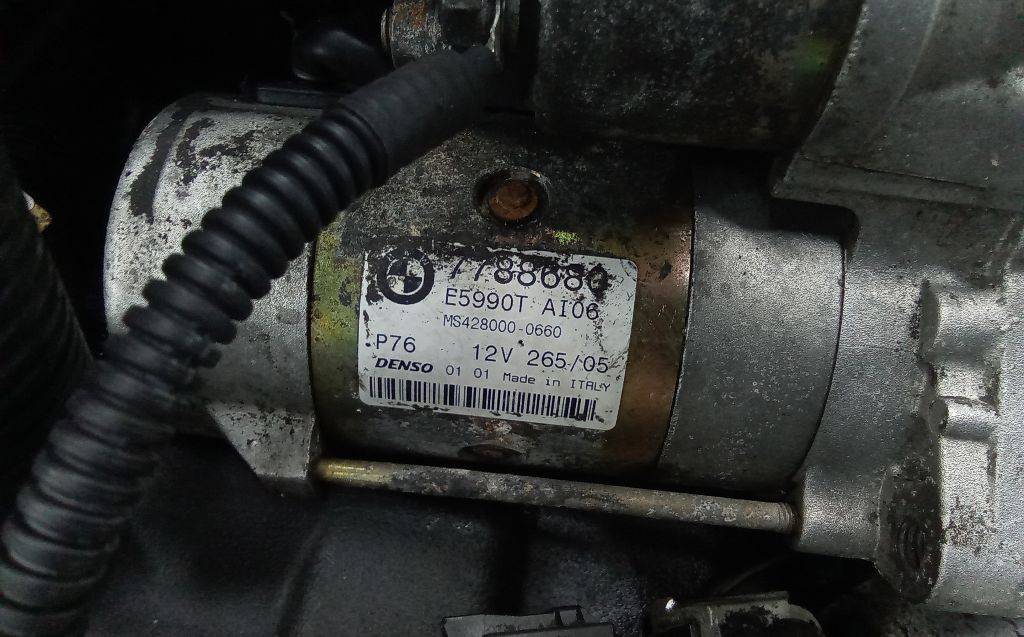 7788680
E5990T AI06
MS428000-0660
P76 12V 265/05
DENSO 01 01 Made in ITALY